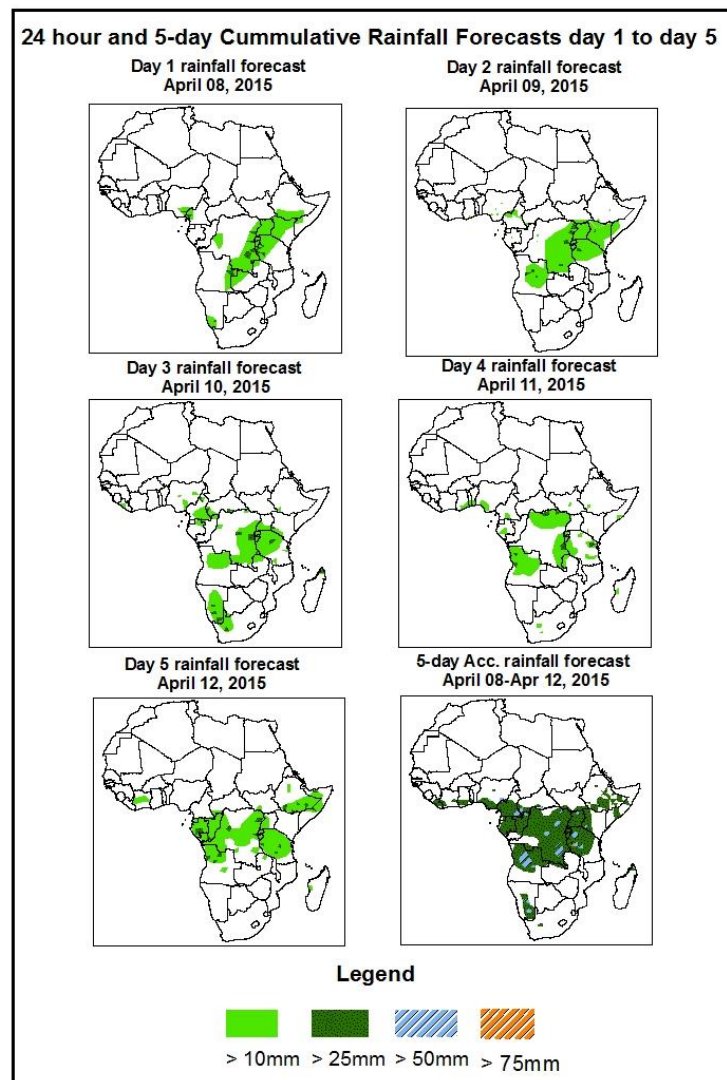 24 hour and 5-day Cummulative Rainfall Forecasts day 1 to day 5
Day 1 rainfall forecast
April 08, 2015
Day 2 rainfall forecast
April 09, 2015
Day 3 rainfall forecast
April 10, 2015
Day 4 rainfall forecast
April 11, 2015
Day 5 rainfall forecast
April 12, 2015
5-day Acc. rainfall forecast
April 08-Apr 12, 2015
Legend
> 10mm > 25mm > 50mm > 75mm